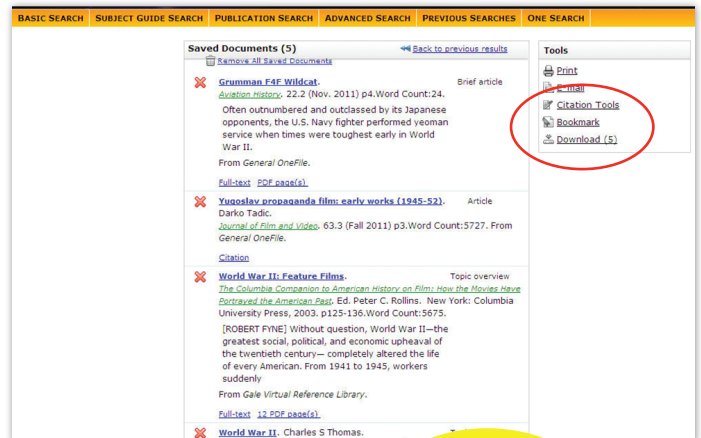 BASIC SEARCH SUBJECT GUIDE SEARCH PUBLICATION SEARCH ADVANCED SEARCH PREVIOUS SEARCHES ONE SEARCH
Saved Documents (5) Back to previous results
Remove All Saved Documents
Grumman F4F Wildcat. Brief article
Aviation History. 22.2 (Nov. 2011) p4.Word Count:24.
Often outnumbered and outclassed by its Japanese
opponents, the U.S. Navy fighter performed yeoman
service when times were toughest early in World
War II.
From General OneFile.
Full-text PDF page(s)
Yugoslav propaganda film: early works (1945-52). Article
Darko Tadic.
Journal of Film and Video. 63.3 (Fall 2011) p3.Word Count:5727. From
General OneFile.
Citation
World War II: Feature Films. Topic overview
The Columbia Companion to American History on Film: How the Movies Have
Portrayed the American Past. Ed. Peter C. Rollins. New York: Columbia
University Press, 2003. p125-136.Word Count:5675.
[ROBERT FYNE] Without question, World War II—the
greatest social, political, and economic upheaval of
the twentieth century— completely altered the life
of every American. From 1941 to 1945, workers
suddenly
From Gale Virtual Reference Library.
Full-text 12 PDF page(s)
World War II. Charles S Thomas.
Tools
Print
E-mail
Citation Tools
Bookmark
Download (5)